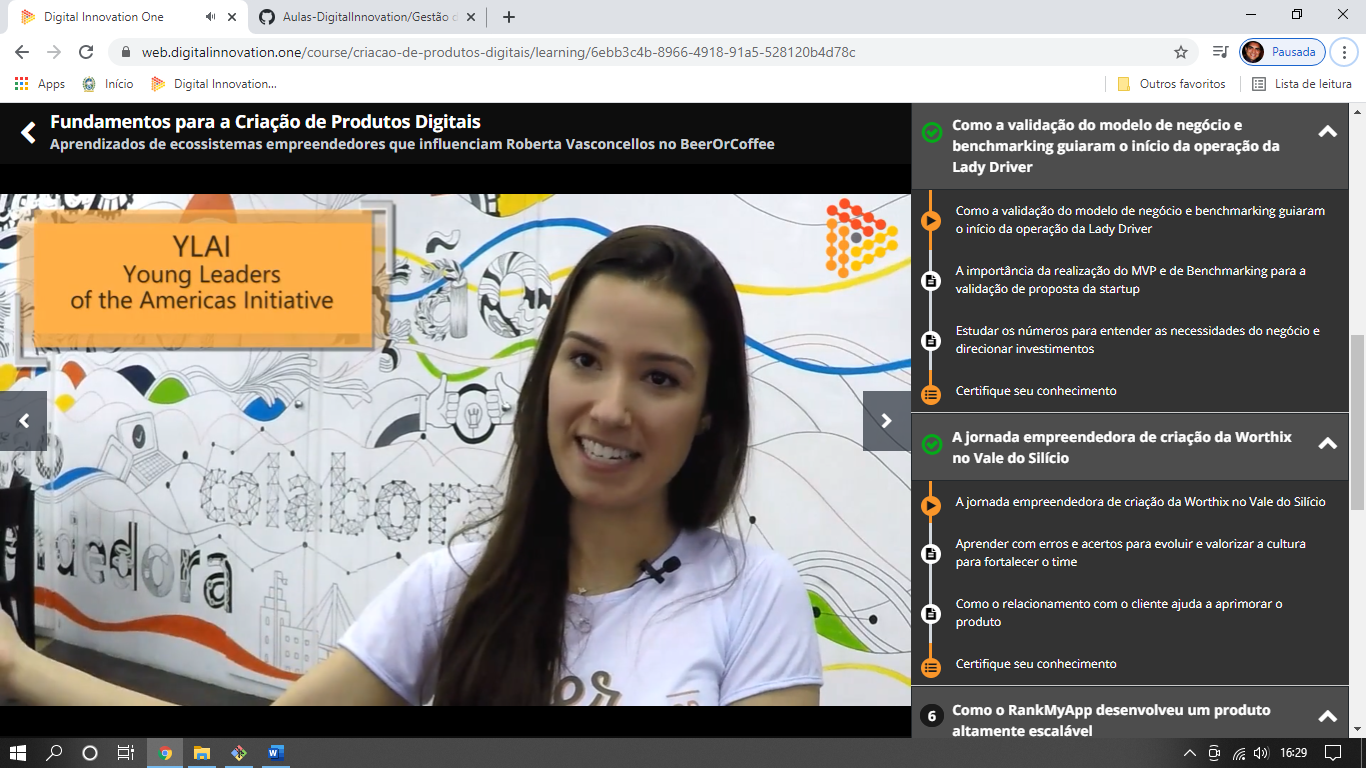 Digital Innovation One
Aulas-DigitalInnovation/Gestão d
web.digitalinnovation.one/course/criacao-de-produtos-digitais/learning/6ebb3c4b-8966-4918-91a5-528120b4d78c
Pausada
Apps
Início
Digital Innovation...
Outros favoritos
Lista de leitura
Fundamentos para a Criação de Produtos Digitais
Aprendizados de ecossistemas empreendedores que influenciam Roberta Vasconcellos no BeerOrCoffee
YLAI
Young Leaders
of the Americas Initiative
colabora
dedora
Como a validação do modelo de negócio e
benchmarking guiaram o início da operação da
Lady Driver
Como a validação do modelo de negócio e benchmarking guiaram
o início da operação da Lady Driver
A importância da realização do MVP e de Benchmarking para a
validação de proposta da startup
Estudar os números para entender as necessidades do negócio e
direcionar investimentos
Certifique seu conhecimento
A jornada empreendedora de criação da Worthix
no Vale do Silício
A jornada empreendedora de criação da Worthix no Vale do Silício
Aprender com erros e acertos para evoluir e valorizar a cultura
para fortalecer o time
Como o relacionamento com o cliente ajuda a aprimorar o
produto
Certifique seu conhecimento
6
Como o RankMyApp desenvolveu um produto
altamente escalável
16:29